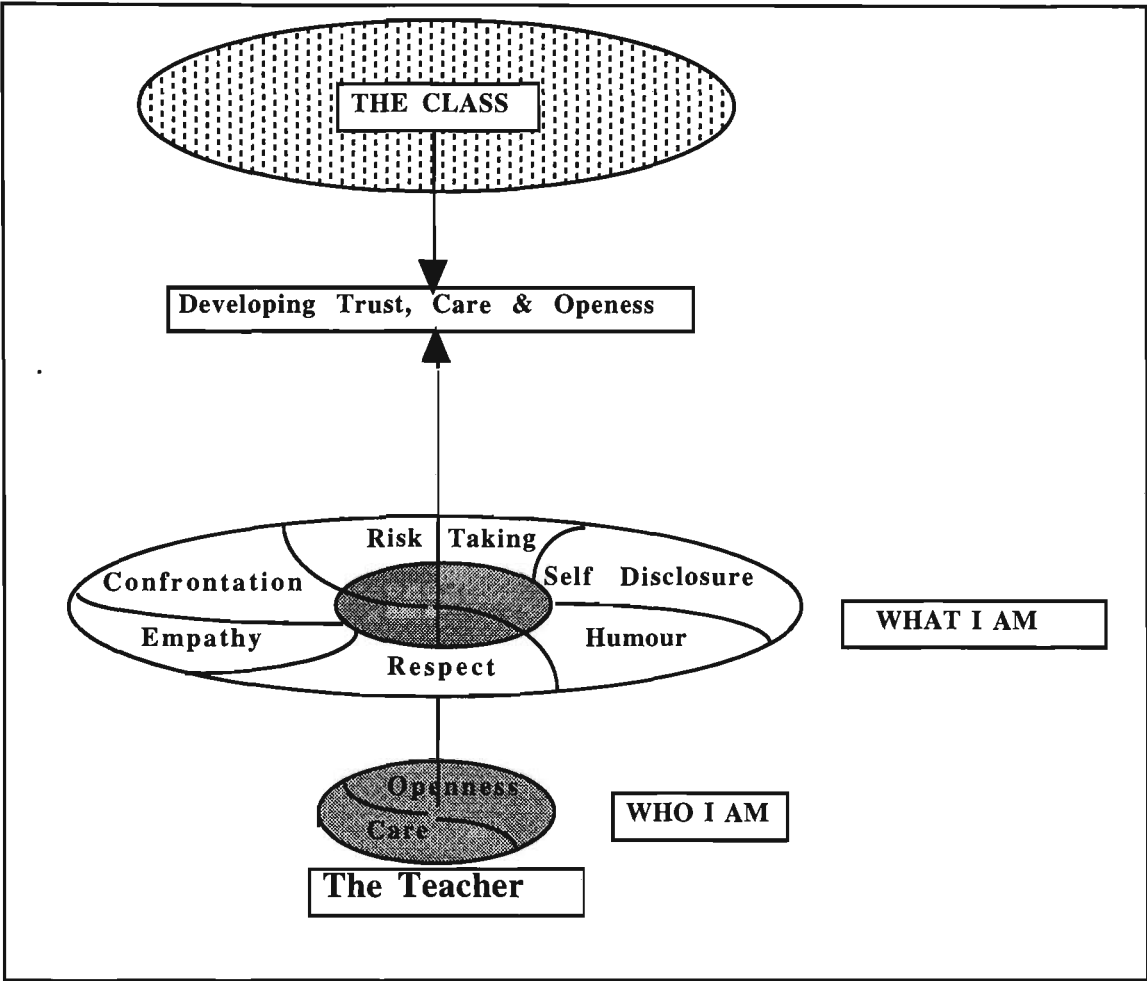 THE CLASS
Developing Trust, Care & Openess
Risk Taking
Confrontation
Self Disclosure
Empathy
Humour
WHAT I AM
Respect
Openness
WHO I AM
Care
The Teacher